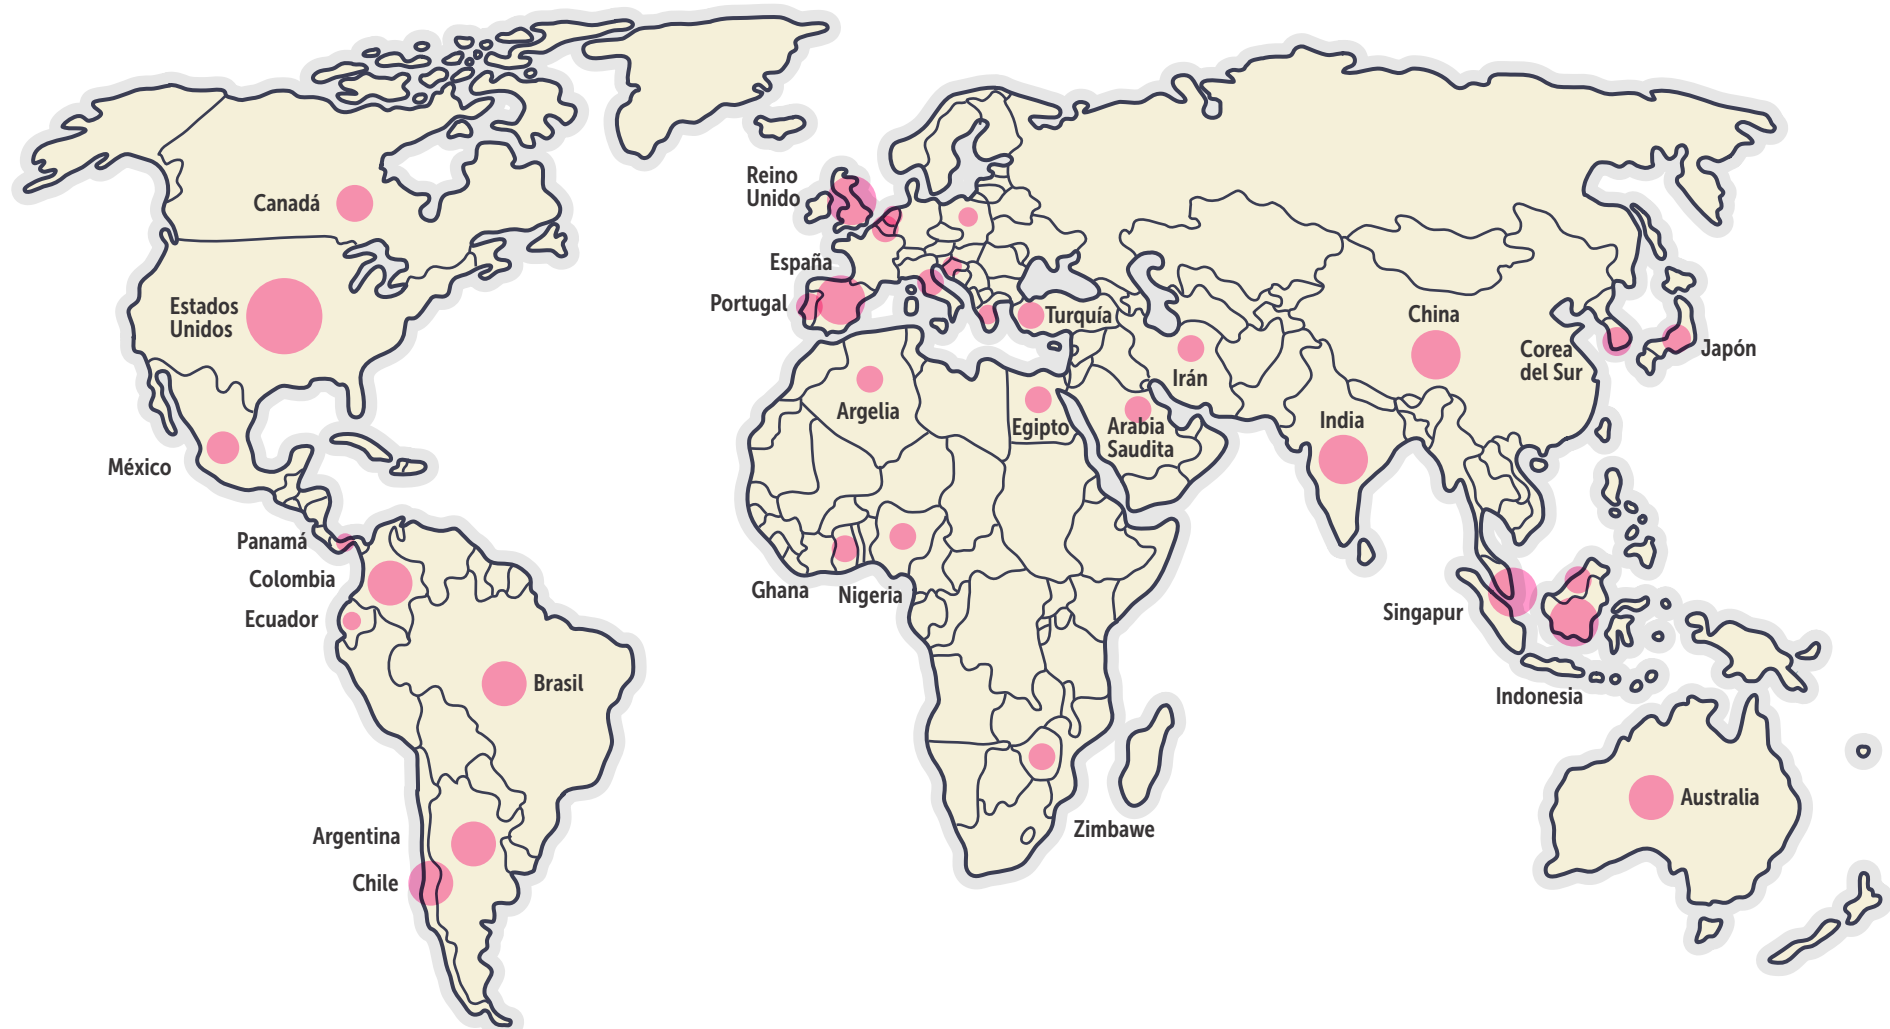 Canadá
Estados
Unidos
México
Panamá
Colombia
Ecuador
Brasil
Argentina
Chile
Reino
Unido
España
Portugal
Turquía
Argelia
Egipto
Arabia
Saudita
Irán
Ghana
Nigeria
Zimbawe
India
China
Corea
del Sur
Japón
Singapur
Indonesia
Australia